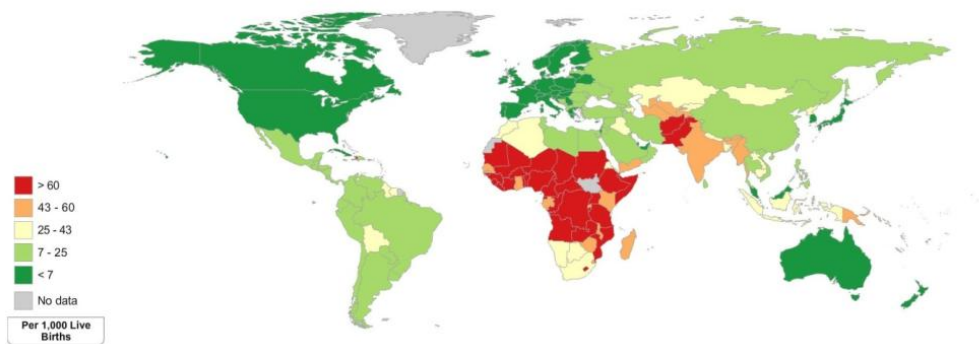 > 60
43 - 60
25 - 43
7 - 25
< 7
No data
Per 1,000 Live
Births